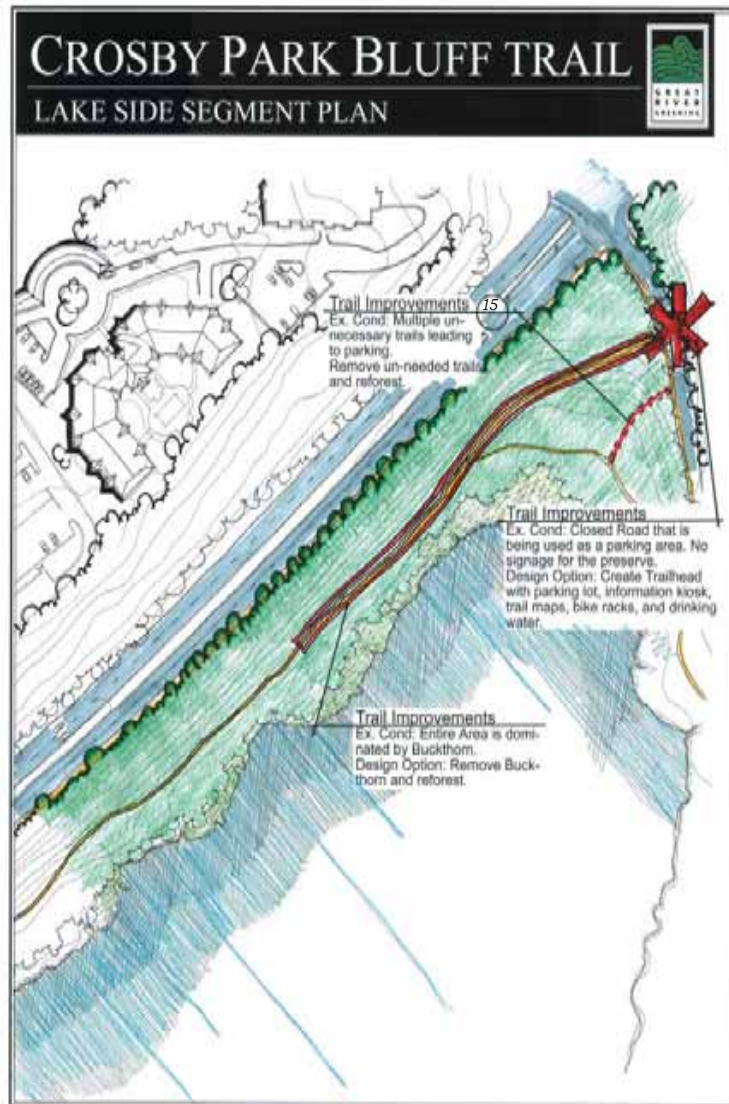 CROSBY PARK BLUFF TRAIL
LAKE SIDE SEGMENT PLAN
GREAT
RIVER
GREENING
Trail Improvements 15
Ex. Cond: Multiple un-
necessary trails leading
to parking.
Remove un-needed trails
and reforest.
Trail Improvements
Ex. Cond: Closed Road that is
being used as a parking area. No
signage for the preserve.
Design Option: Create Trailhead
with parking lot, information kiosk,
trail maps, bike racks, and drinking
water.
Trail Improvements
Ex. Cond: Entire Area is domi-
nated by Buckthorn.
Design Option: Remove Buck-
thorn and reforest.